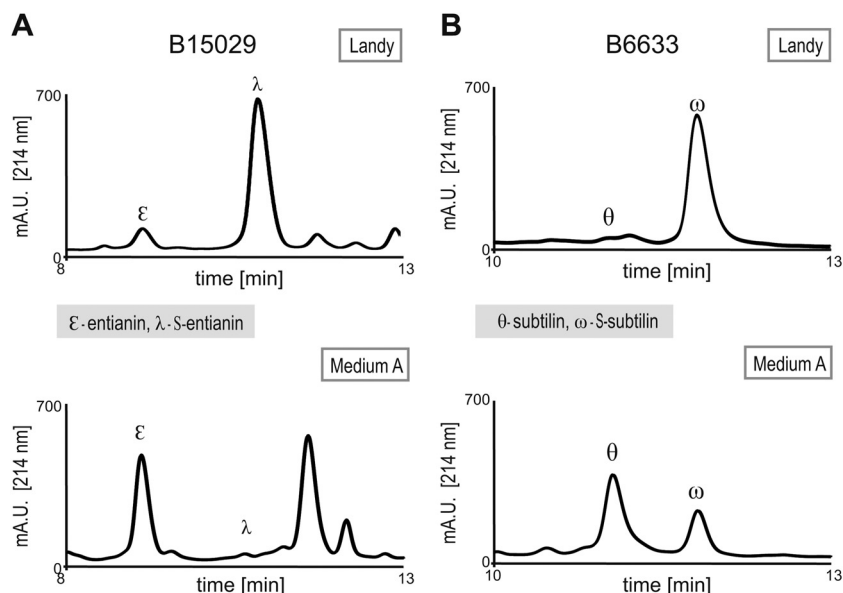 A
B15029
Landy
λ
700
ε
mA.U. [214 nm]
0
8
13
time [min]
ε-entianin, λ-S-entianin
Medium A
700
ε
λ
mA.U. [214 nm]
0
8
13
time [min]
B
B6633
Landy
700
ω
θ
mA.U. [214 nm]
0
10
13
time [min]
θ-subtilin, ω-S-subtilin
Medium A
700
θ
ω
mA.U. [214 nm]
0
10
13
time [min]